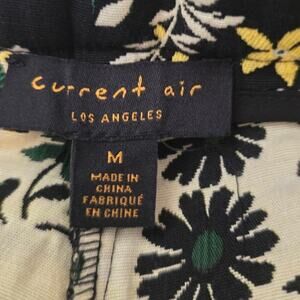 current air
LOS ANGELES
M
MADE IN
CHINA
FABRIQUÉ
EN CHINE